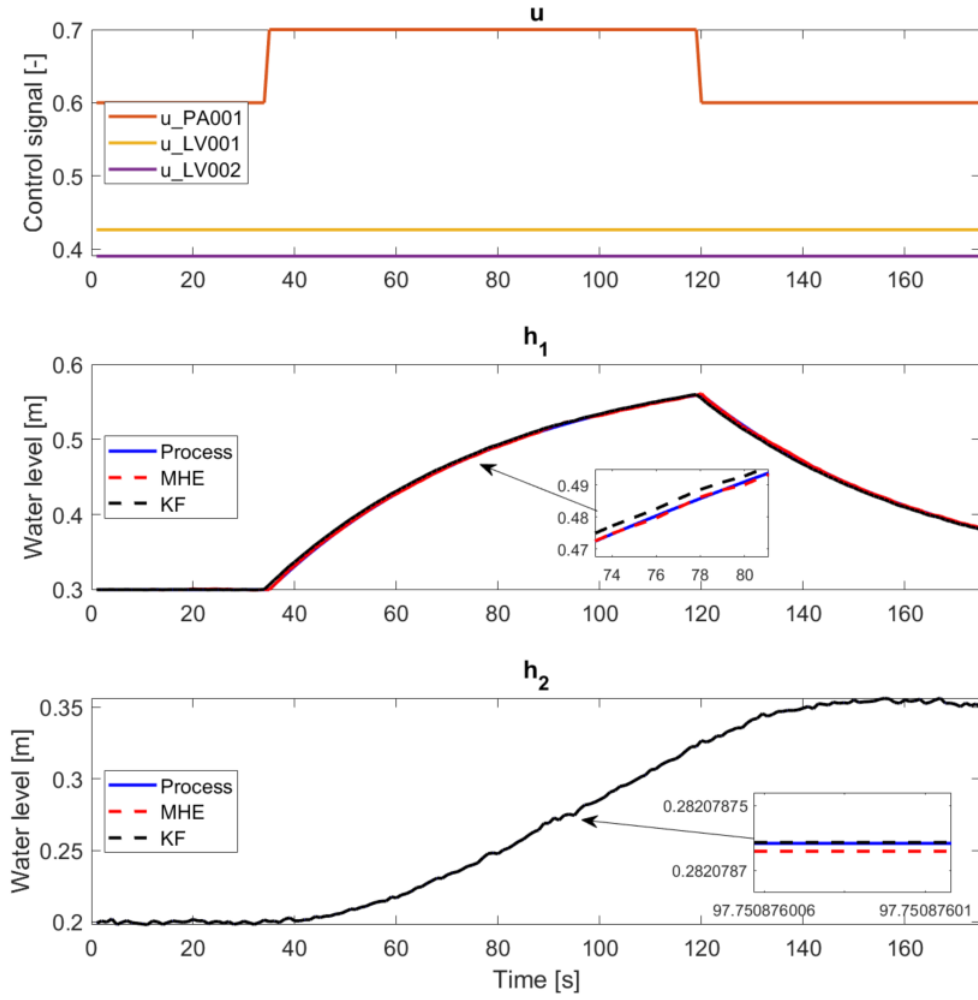 u
Control signal [-]
0.7
0.6
0.5
0.4
u_PA001
u_LV001
u_LV002
0 20 40 60 80 100 120 140 160
h1
Water level [m]
0.6
0.5
0.4
0.3
Process
MHE
KF
0.49
0.48
0.47
74 76 78 80
0 20 40 60 80 100 120 140 160
h2
Water level [m]
0.35
0.3
0.25
0.2
Process
MHE
KF
0.28207875
0.2820787
97.750876006 97.75087601
0 20 40 60 80 100 120 140 160
Time [s]